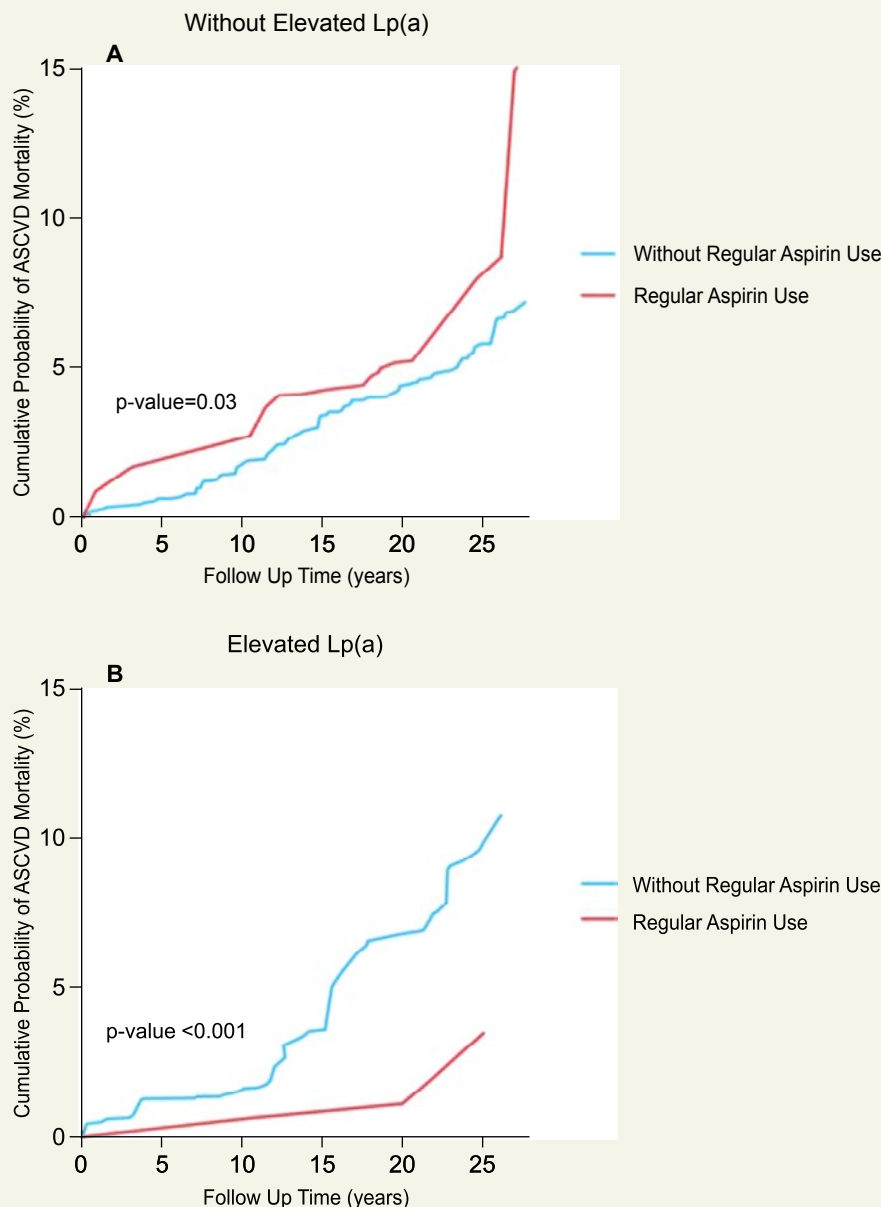 Without Elevated Lp(a)
A
Cumulative Probability of ASCVD Mortality (%)
15
10
5
0
p-value=0.03
Without Regular Aspirin Use
Regular Aspirin Use
0 5 10 15 20 25
Follow Up Time (years)
Elevated Lp(a)
B
Cumulative Probability of ASCVD Mortality (%)
15
10
5
0
p-value <0.001
Without Regular Aspirin Use
Regular Aspirin Use
0 5 10 15 20 25
Follow Up Time (years)